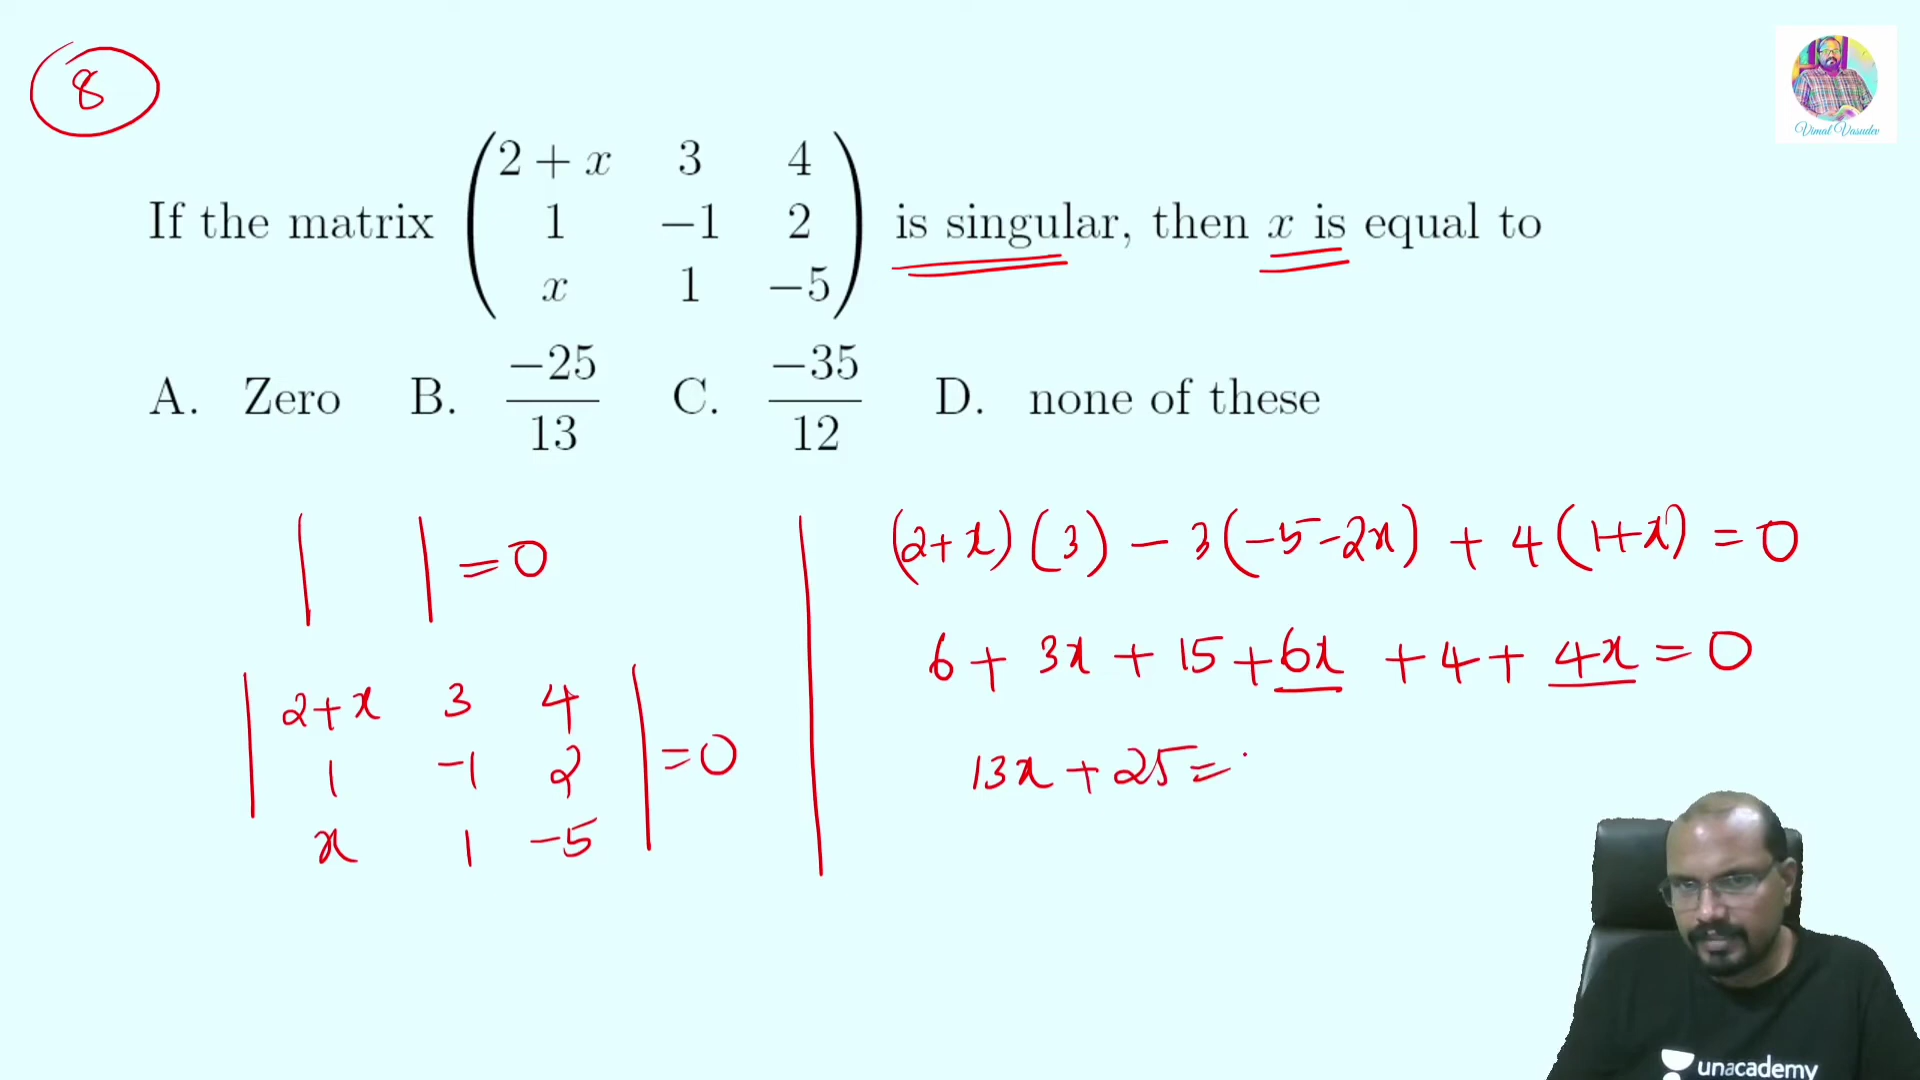 8
Vimal Vasudev
If the matrix (2 + x 3 4
1 −1 2
x 1 −5) is singular, then x is equal to
A. Zero B. −25/13 C. −35/12 D. none of these
| | = 0
|2+x 3 4
1 -1 2
x 1 -5| = 0
(2+x)(3) - 3(-5-2x) + 4(1+x) = 0
6 + 3x + 15 + 6x + 4 + 4x = 0
13x + 25 =
unacademy